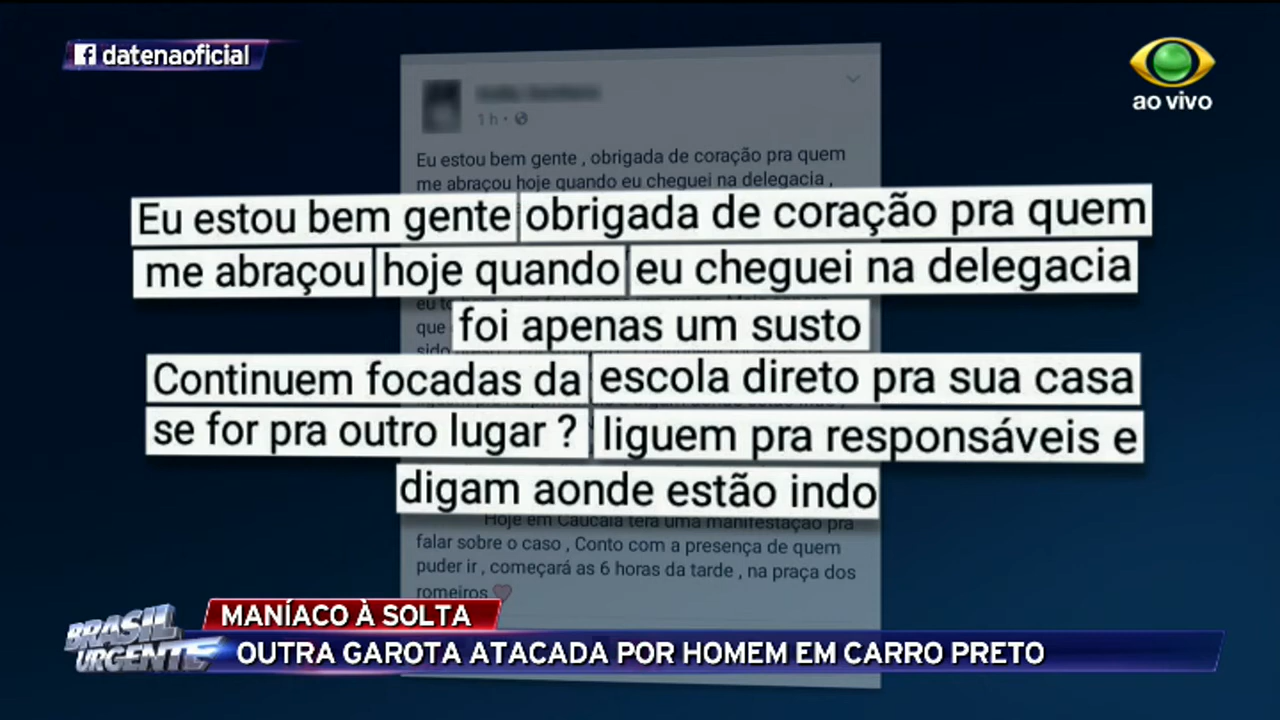 datenaoficial
ao vivo
1 h
Eu estou bem gente , obrigada de coração pra quem
me abraçou hoje quando eu cheguei na delegacia ,
Eu estou bem gente obrigada de coração pra quem
me abraçou hoje quando eu cheguei na delegacia
foi apenas um susto
Continuem focadas da escola direto pra sua casa
se for pra outro lugar ? liguem pra responsáveis e
digam aonde estão indo
Hoje em Caucaia terá uma manifestação pra
falar sobre o caso , Conto com a presença de quem
puder ir , começará as 6 horas da tarde , na praça dos
romeiros
BRASIL
URGENTE
MANÍACO À SOLTA
OUTRA GAROTA ATACADA POR HOMEM EM CARRO PRETO